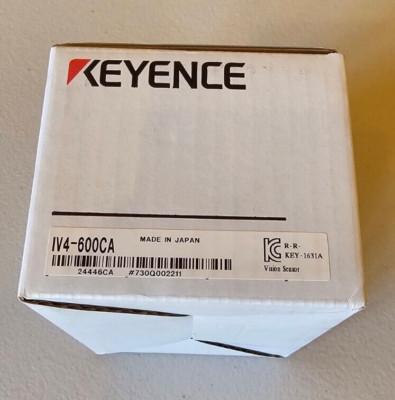 KEYENCE
IV4-600CA MADE IN JAPAN
24446CA #730Q002211
R-R-
KEY-1631A
Vision Sensor